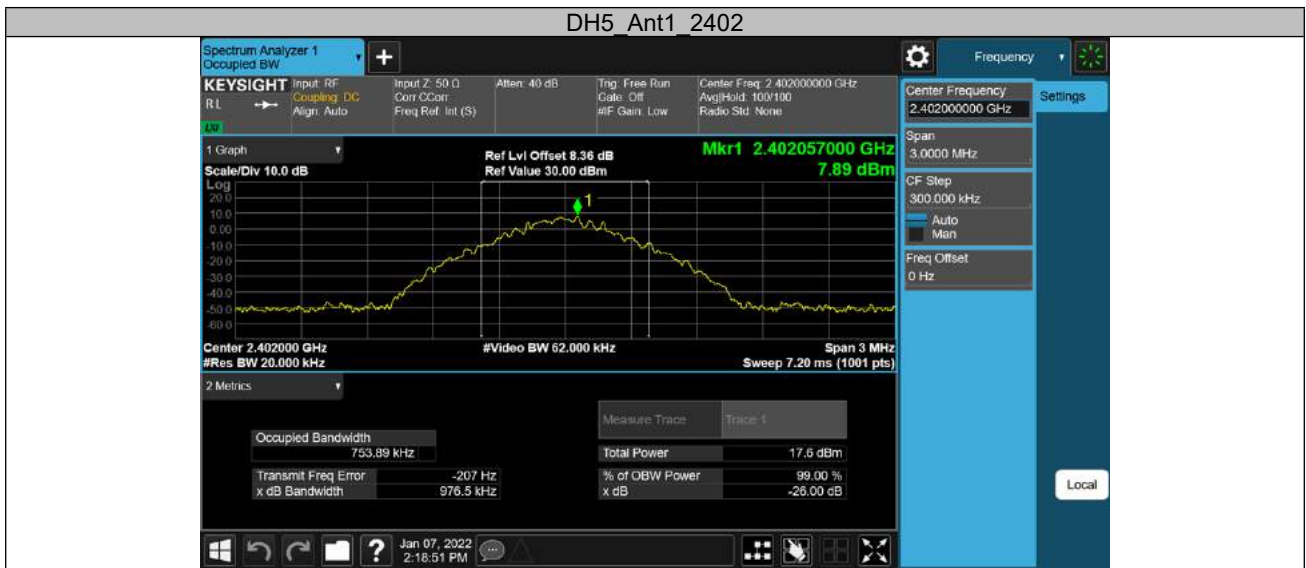 DH5_Ant1_2402
Spectrum Analyzer 1
Occupied BW
+
Frequency
KEYSIGHT
RL
Input: RF
Coupling: DC
Align: Auto
Input Z: 50 Ω
Corr CCorr
Freq Ref: Int (S)
Atten: 40 dB
Trig: Free Run
Gate: Off
#IF Gain: Low
Center Freq: 2.402000000 GHz
Avg|Hold: 100/100
Radio Std: None
Center Frequency
2.402000000 GHz
Settings
Span
3.0000 MHz
CF Step
300.000 kHz
Auto
Man
Freq Offset
0 Hz
1 Graph
Scale/Div 10.0 dB
Ref Lvl Offset 8.36 dB
Ref Value 30.00 dBm
Mkr1 2.402057000 GHz
7.89 dBm
Log
20.0
10.0
0.00
-10.0
-20.0
-30.0
-40.0
-50.0
-60.0
1
Center 2.402000 GHz
#Video BW 62.000 kHz
Span 3 MHz
#Res BW 20.000 kHz
Sweep 7.20 ms (1001 pts)
2 Metrics
Measure Trace Trace 1
Occupied Bandwidth
753.89 kHz
Total Power 17.6 dBm
Transmit Freq Error -207 Hz
% of OBW Power 99.00 %
x dB Bandwidth 976.5 kHz
x dB -26.00 dB
Local
?
Jan 07, 2022
2:18:51 PM